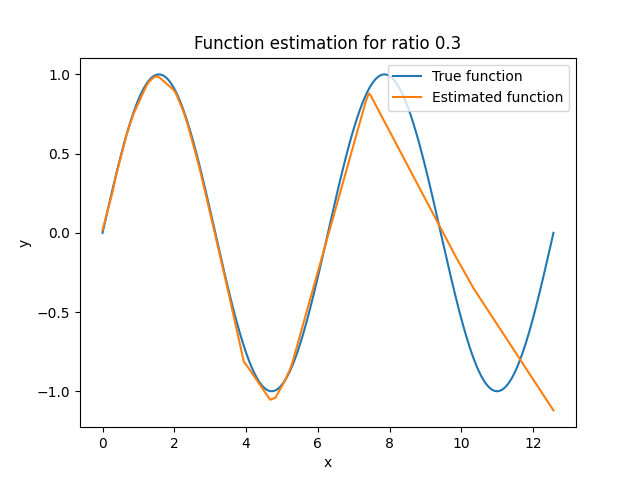 Function estimation for ratio 0.3
True function
Estimated function
1.0
0.5
0.0
−0.5
−1.0
y
0 2 4 6 8 10 12
x